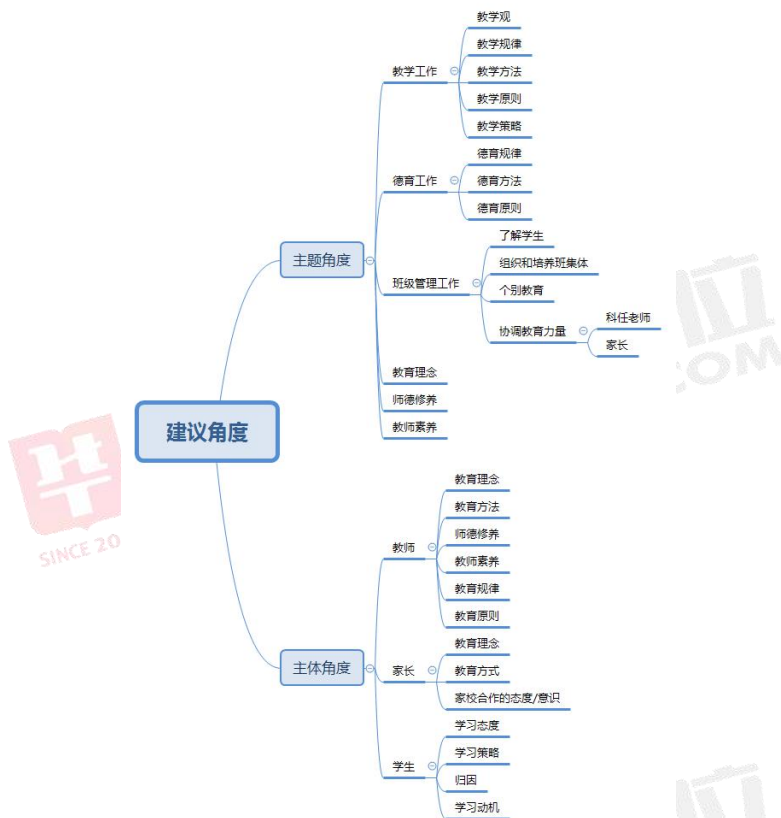 建议角度
主题角度
教学工作
教学观
教学规律
教学方法
教学原则
教学策略
德育工作
德育规律
德育方法
德育原则
班级管理工作
了解学生
组织和培养班集体
个别教育
协调教育力量
科任老师
家长
教育理念
师德修养
教师素养
主体角度
教师
教育理念
教育方法
师德修养
教师素养
教育规律
教育原则
家长
教育理念
教育方式
家校合作的态度/意识
学生
学习态度
学习策略
归因
学习动机
SINCE 20
位
COM